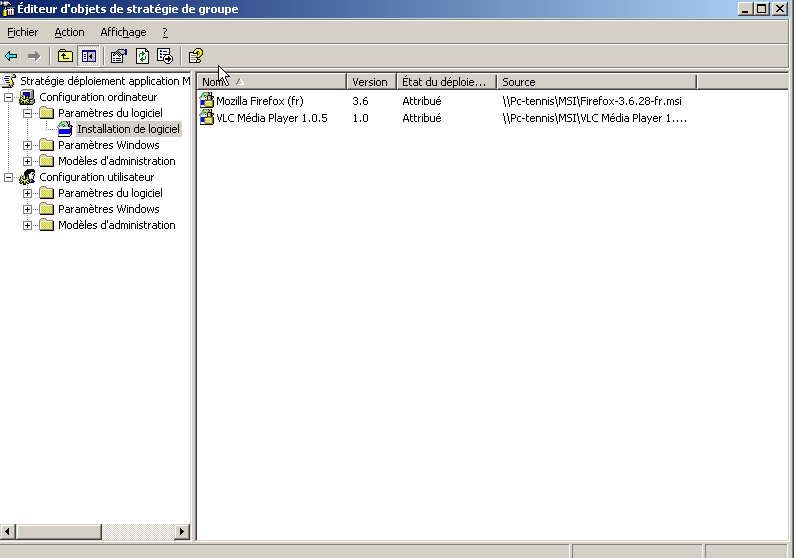 Éditeur d'objets de stratégie de groupe
Fichier Action Affichage ?
Stratégie déploiement application M
Configuration ordinateur
Paramètres du logiciel
Installation de logiciel
Paramètres Windows
Modèles d'administration
Configuration utilisateur
Paramètres du logiciel
Paramètres Windows
Modèles d'administration
Nom Version État du déploie... Source
Mozilla Firefox (fr) 3.6 Attribué \\Pc-tennis\MSI\Firefox-3.6.28-fr.msi
VLC Média Player 1.0.5 1.0 Attribué \\Pc-tennis\MSI\VLC Média Player 1....